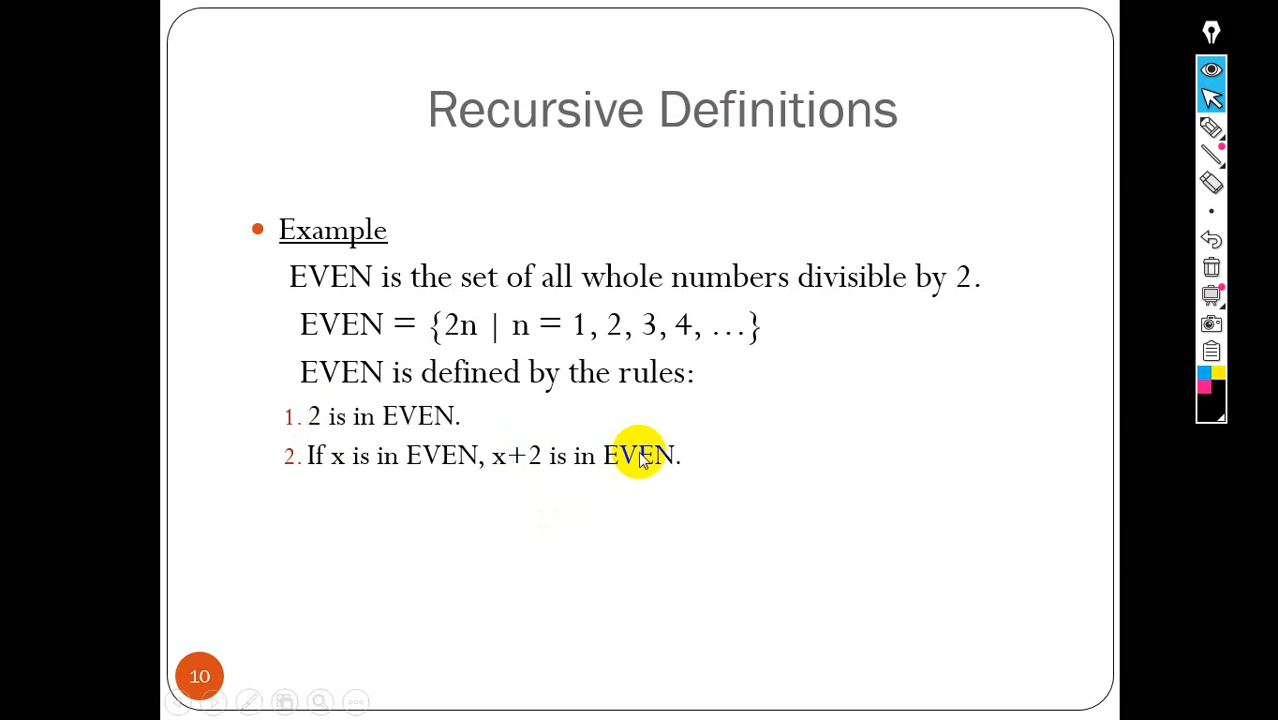 Recursive Definitions
• Example
EVEN is the set of all whole numbers divisible by 2.
EVEN = {2n | n = 1, 2, 3, 4, …}
EVEN is defined by the rules:
1. 2 is in EVEN.
2. If x is in EVEN, x+2 is in EVEN.
10